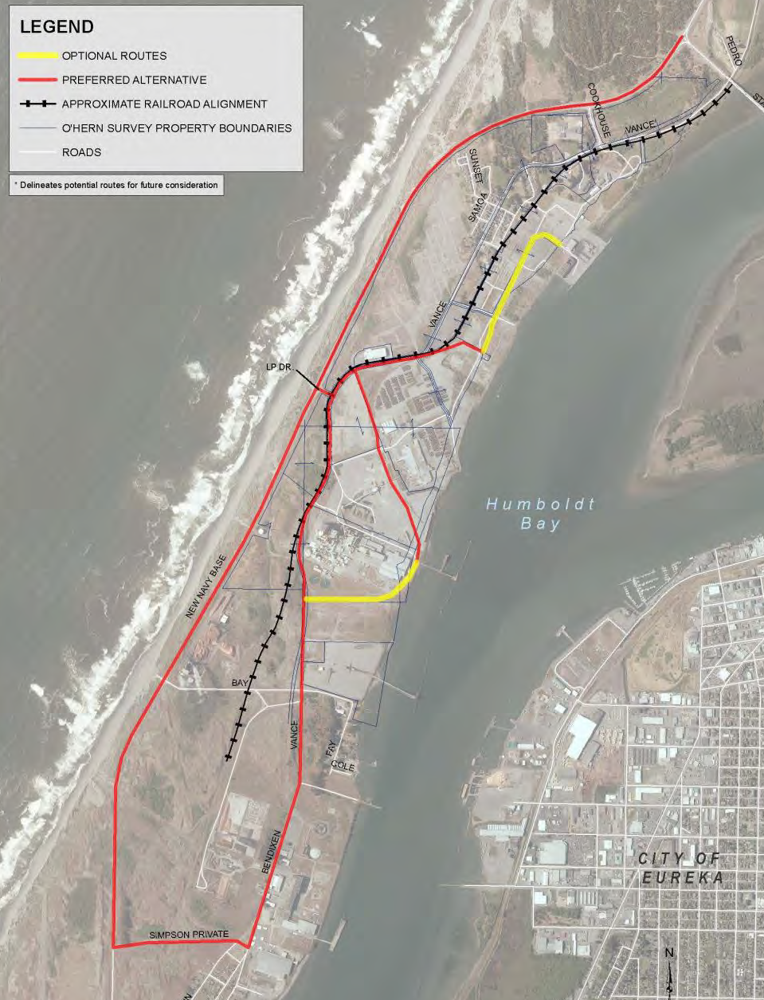 LEGEND
OPTIONAL ROUTES
PREFERRED ALTERNATIVE
APPROXIMATE RAILROAD ALIGNMENT
O'HERN SURVEY PROPERTY BOUNDARIES
ROADS
* Delineates potential routes for future consideration
PEDRO
COOKHOUSE
VANCE
SUNSET
SAMOA
VANCE
LP DR.
Humboldt
Bay
NEW NAVY BASE
BAY
VANCE
FAY
COLE
BENDIXEN
CITY OF
EUREKA
SIMPSON PRIVATE
N